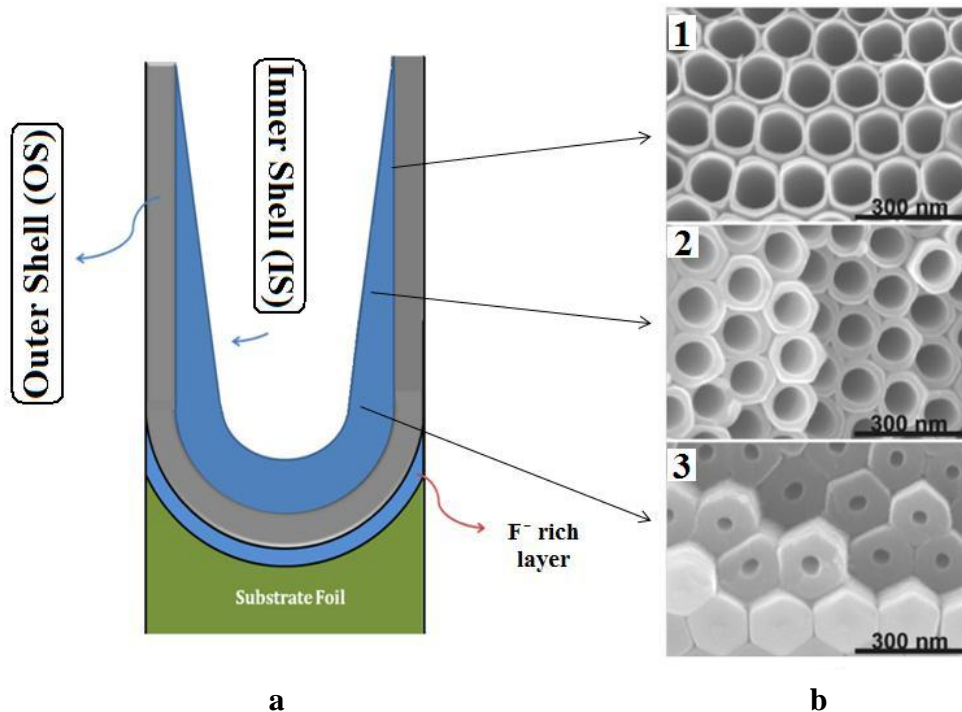 Outer Shell (OS)
Inner Shell (IS)
F⁻ rich
layer
Substrate Foil
1
300 nm
2
300 nm
3
300 nm
a
b